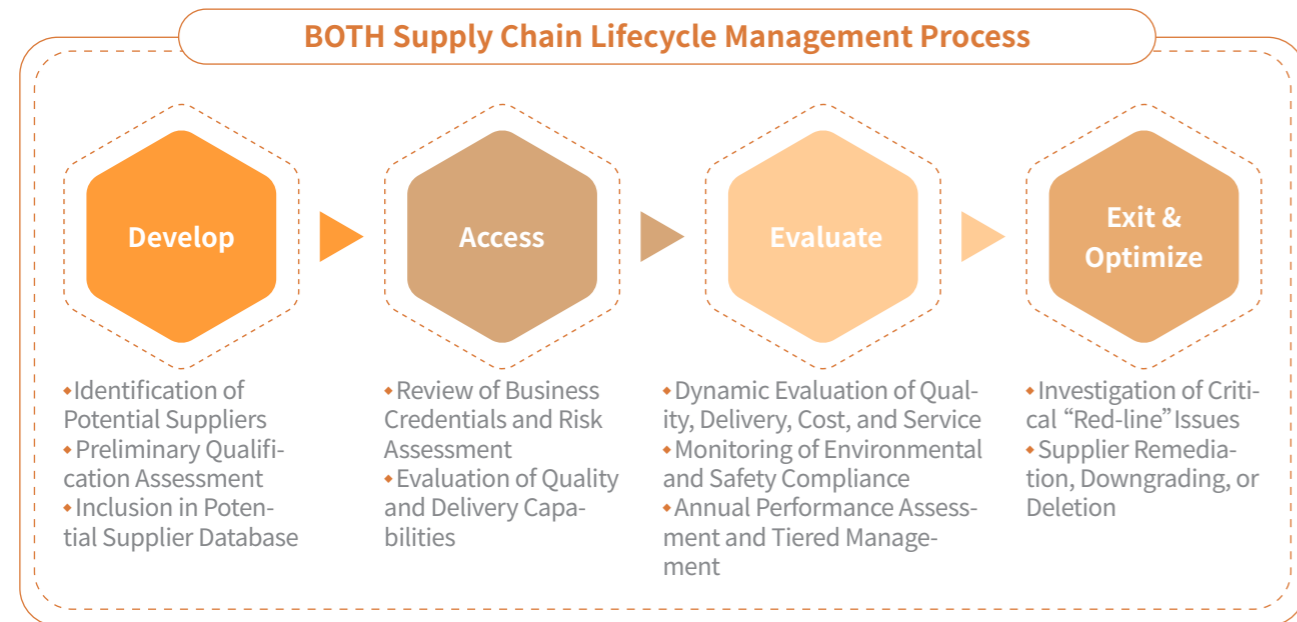 BOTH Supply Chain Lifecycle Management Process
Develop
◆Identification of
Potential Suppliers
◆Preliminary Qualifi-
cation Assessment
◆Inclusion in Poten-
tial Supplier Database
Access
◆Review of Business
Credentials and Risk
Assessment
◆Evaluation of Quality
and Delivery Capa-
bilities
Evaluate
◆Dynamic Evaluation of Qual-
ity, Delivery, Cost, and Service
◆Monitoring of Environmental
and Safety Compliance
◆Annual Performance Assess-
ment and Tiered Manage-
ment
Exit &
Optimize
◆Investigation of Criti-
cal “Red-line” Issues
◆Supplier Remedia-
tion, Downgrading, or
Deletion